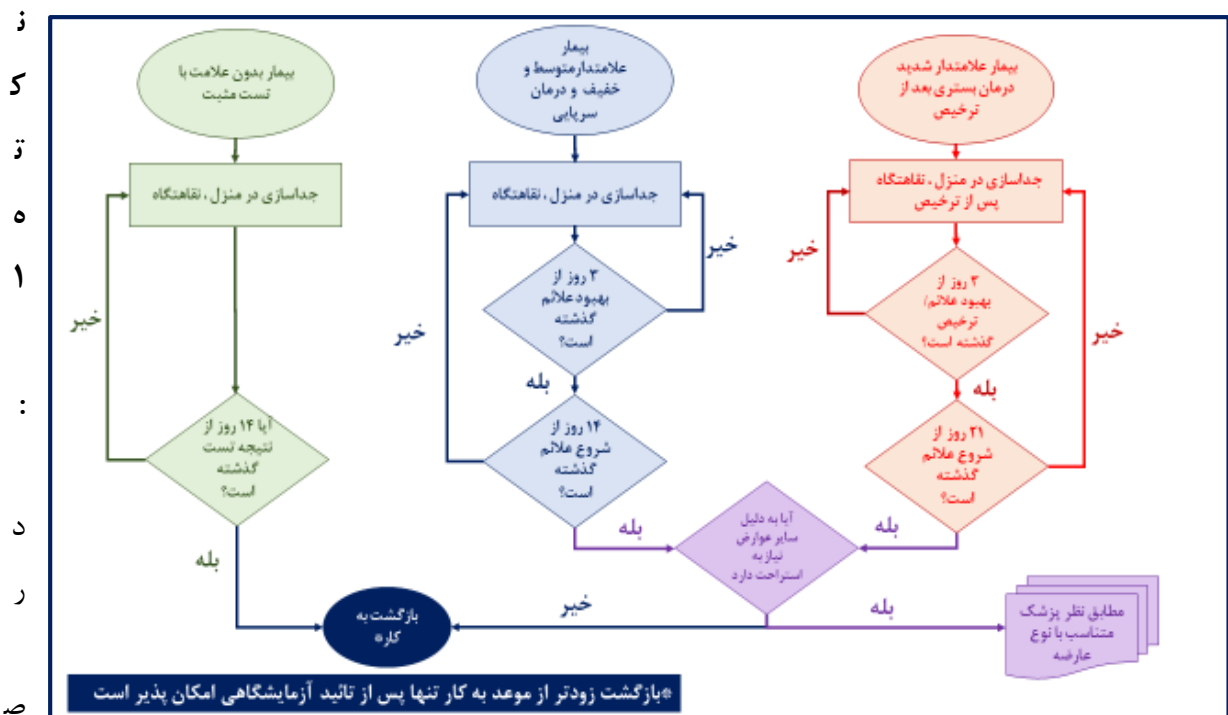 بیمار علامتدار شدید
درمان بستری بعد از
ترخیص
جداسازی در منزل، نقاهتگاه
پس از ترخیص
خیر
خیر
۳ روز از
بهبود علائم/
ترخیص
گذشته است؟
بله
۲۱ روز از
شروع علائم
گذشته
است؟
بله
بیمار
علامتدارمتوسط و
خفیف و درمان
سرپایی
جداسازی در منزل، نقاهتگاه
خیر
خیر
۳ روز از
بهبود علائم
گذشته
است؟
بله
۱۴ روز از
شروع علائم
گذشته
است؟
بله
بیمار بدون علامت با
تست مثبت
جداسازی در منزل، نقاهتگاه
خیر
آیا ۱۴ روز از
نتیجه تست
گذشته
است؟
بله
آیا به دلیل
سایر عوارض
نیاز به
استراحت دارد
بله
خیر
مطابق نظر پزشک
متناسب با نوع
عارضه
بازگشت به
کار*
*بازگشت زودتر از موعد به کار تنها پس از تائید آزمایشگاهی امکان پذیر است
ن
ک
ت
ه
۱
:
د
ر
ص